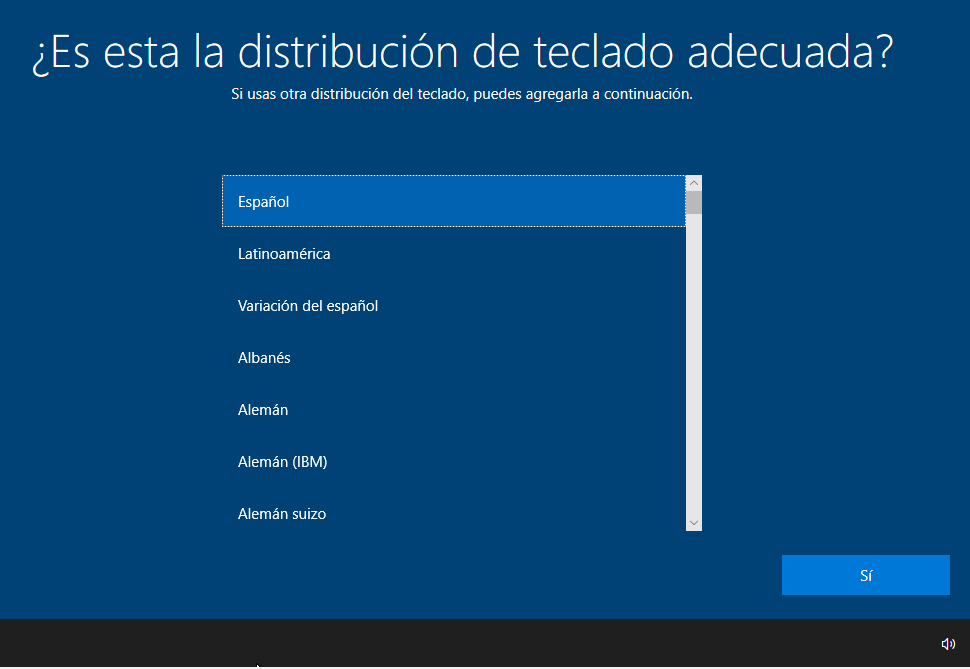 ¿Es esta la distribución de teclado adecuada?
Si usas otra distribución del teclado, puedes agregarla a continuación.
Español
Latinoamérica
Variación del español
Albanés
Alemán
Alemán (IBM)
Alemán suizo
Sí